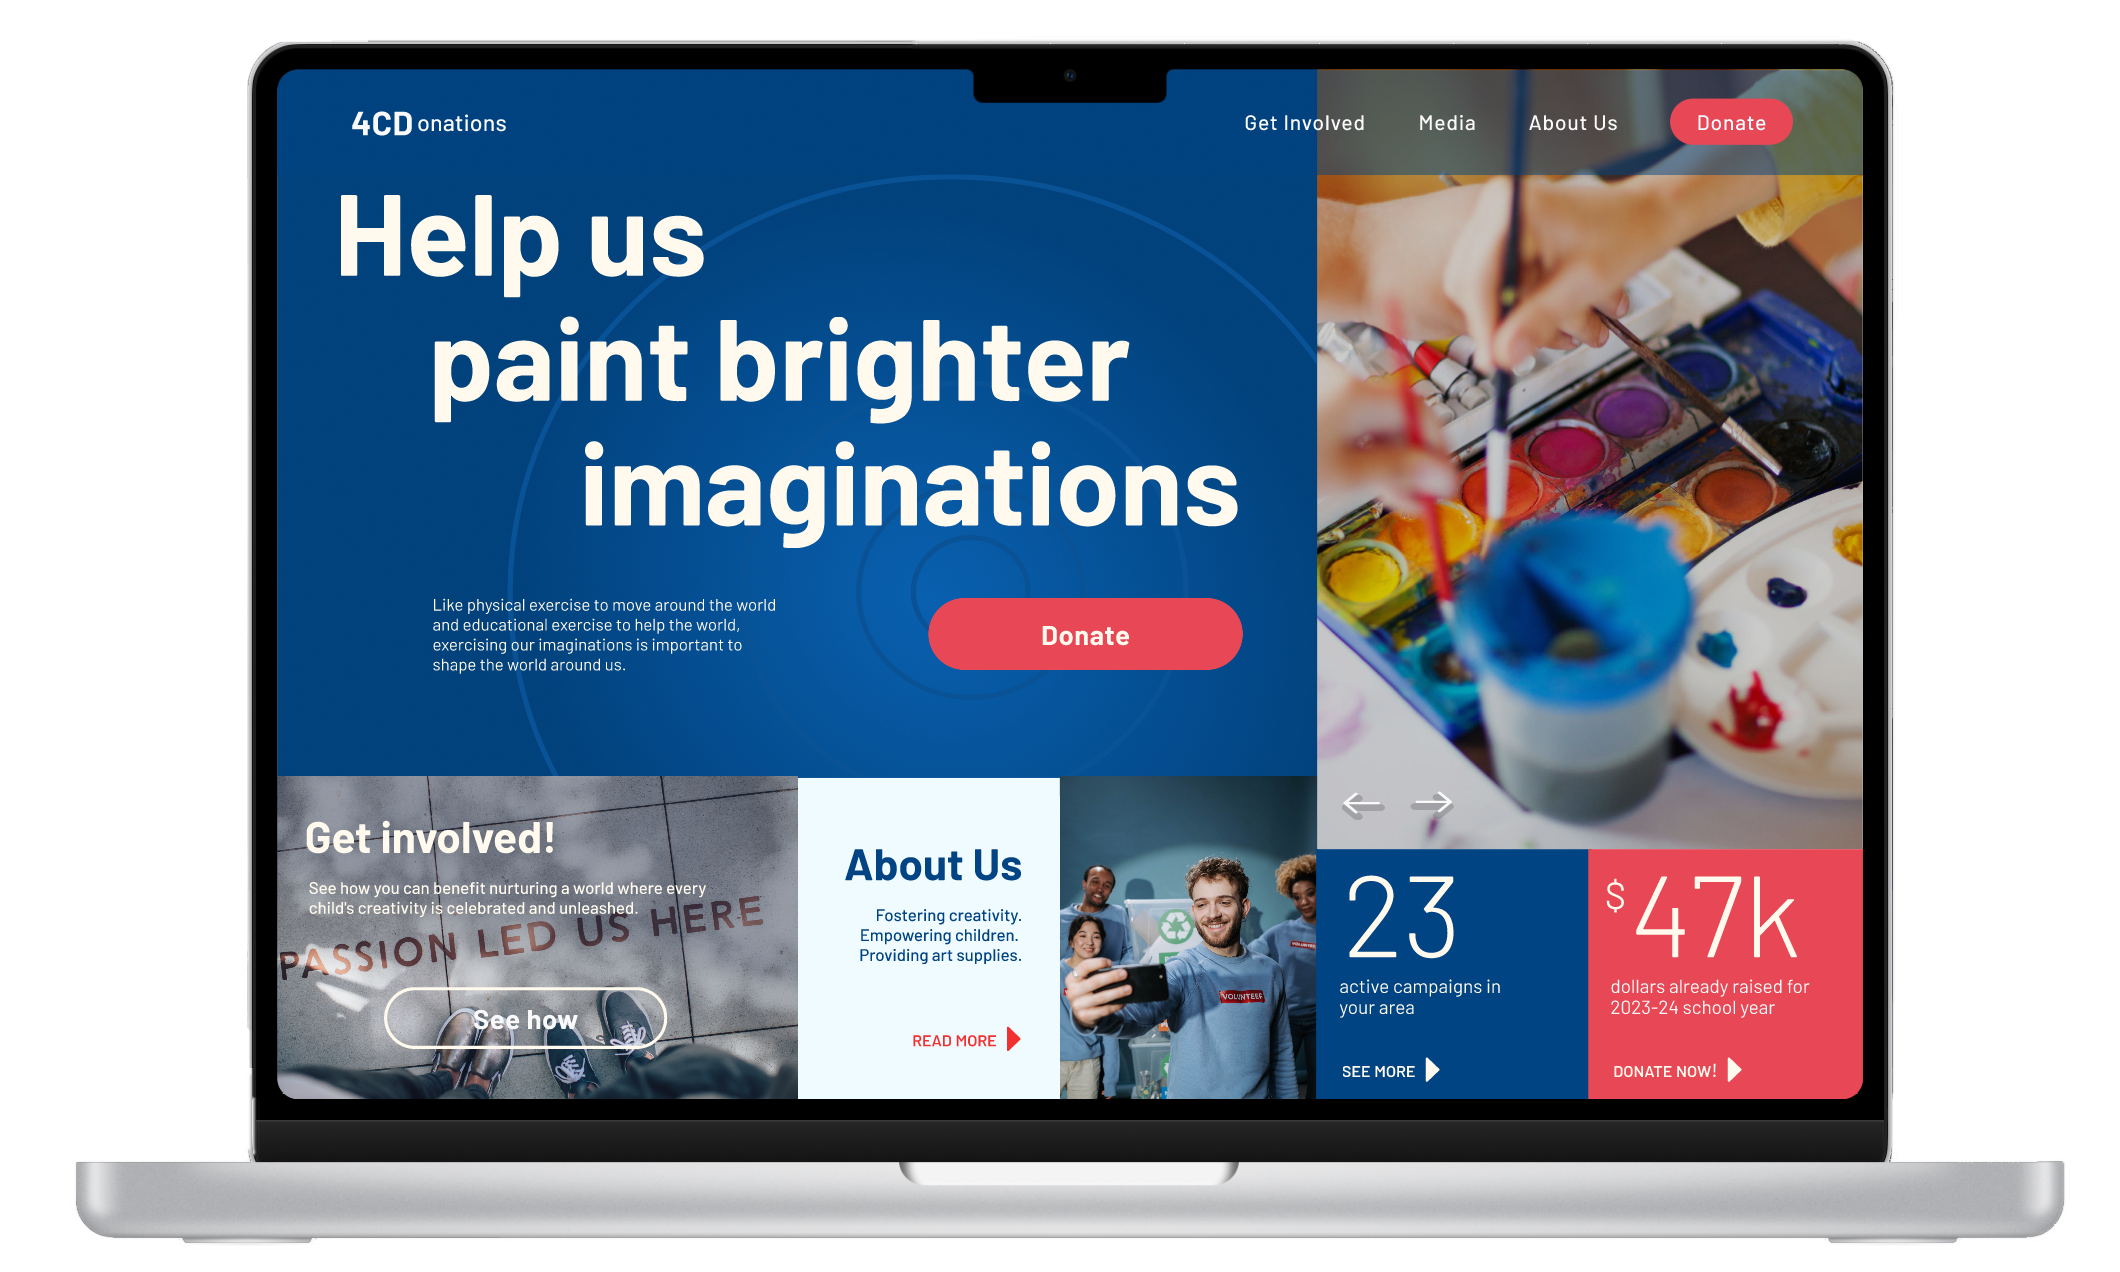 4CD onations
Get Involved
Media
About Us
Donate
Help us
paint brighter
imaginations
Like physical exercise to move around the world
and educational exercise to help the world,
exercising our imaginations is important to
shape the world around us.
Donate
Get involved!
See how you can benefit nurturing a world where every
child's creativity is celebrated and unleashed.
PASSION LED US HERE
See how
About Us
Fostering creativity.
Empowering children.
Providing art supplies.
READ MORE
VOLUNTEER
23
active campaigns in
your area
SEE MORE
$47k
dollars already raised for
2023-24 school year
DONATE NOW!